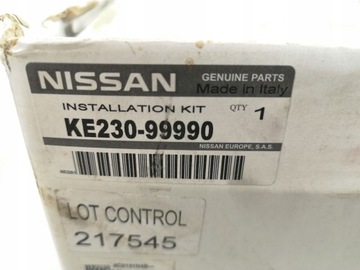 NISSAN
GENUINE PARTS
Made in Italy
INSTALLATION KIT QTY 1
KE230-99990
NISSAN EUROPE, S.A.S.
LOT CONTROL
217545